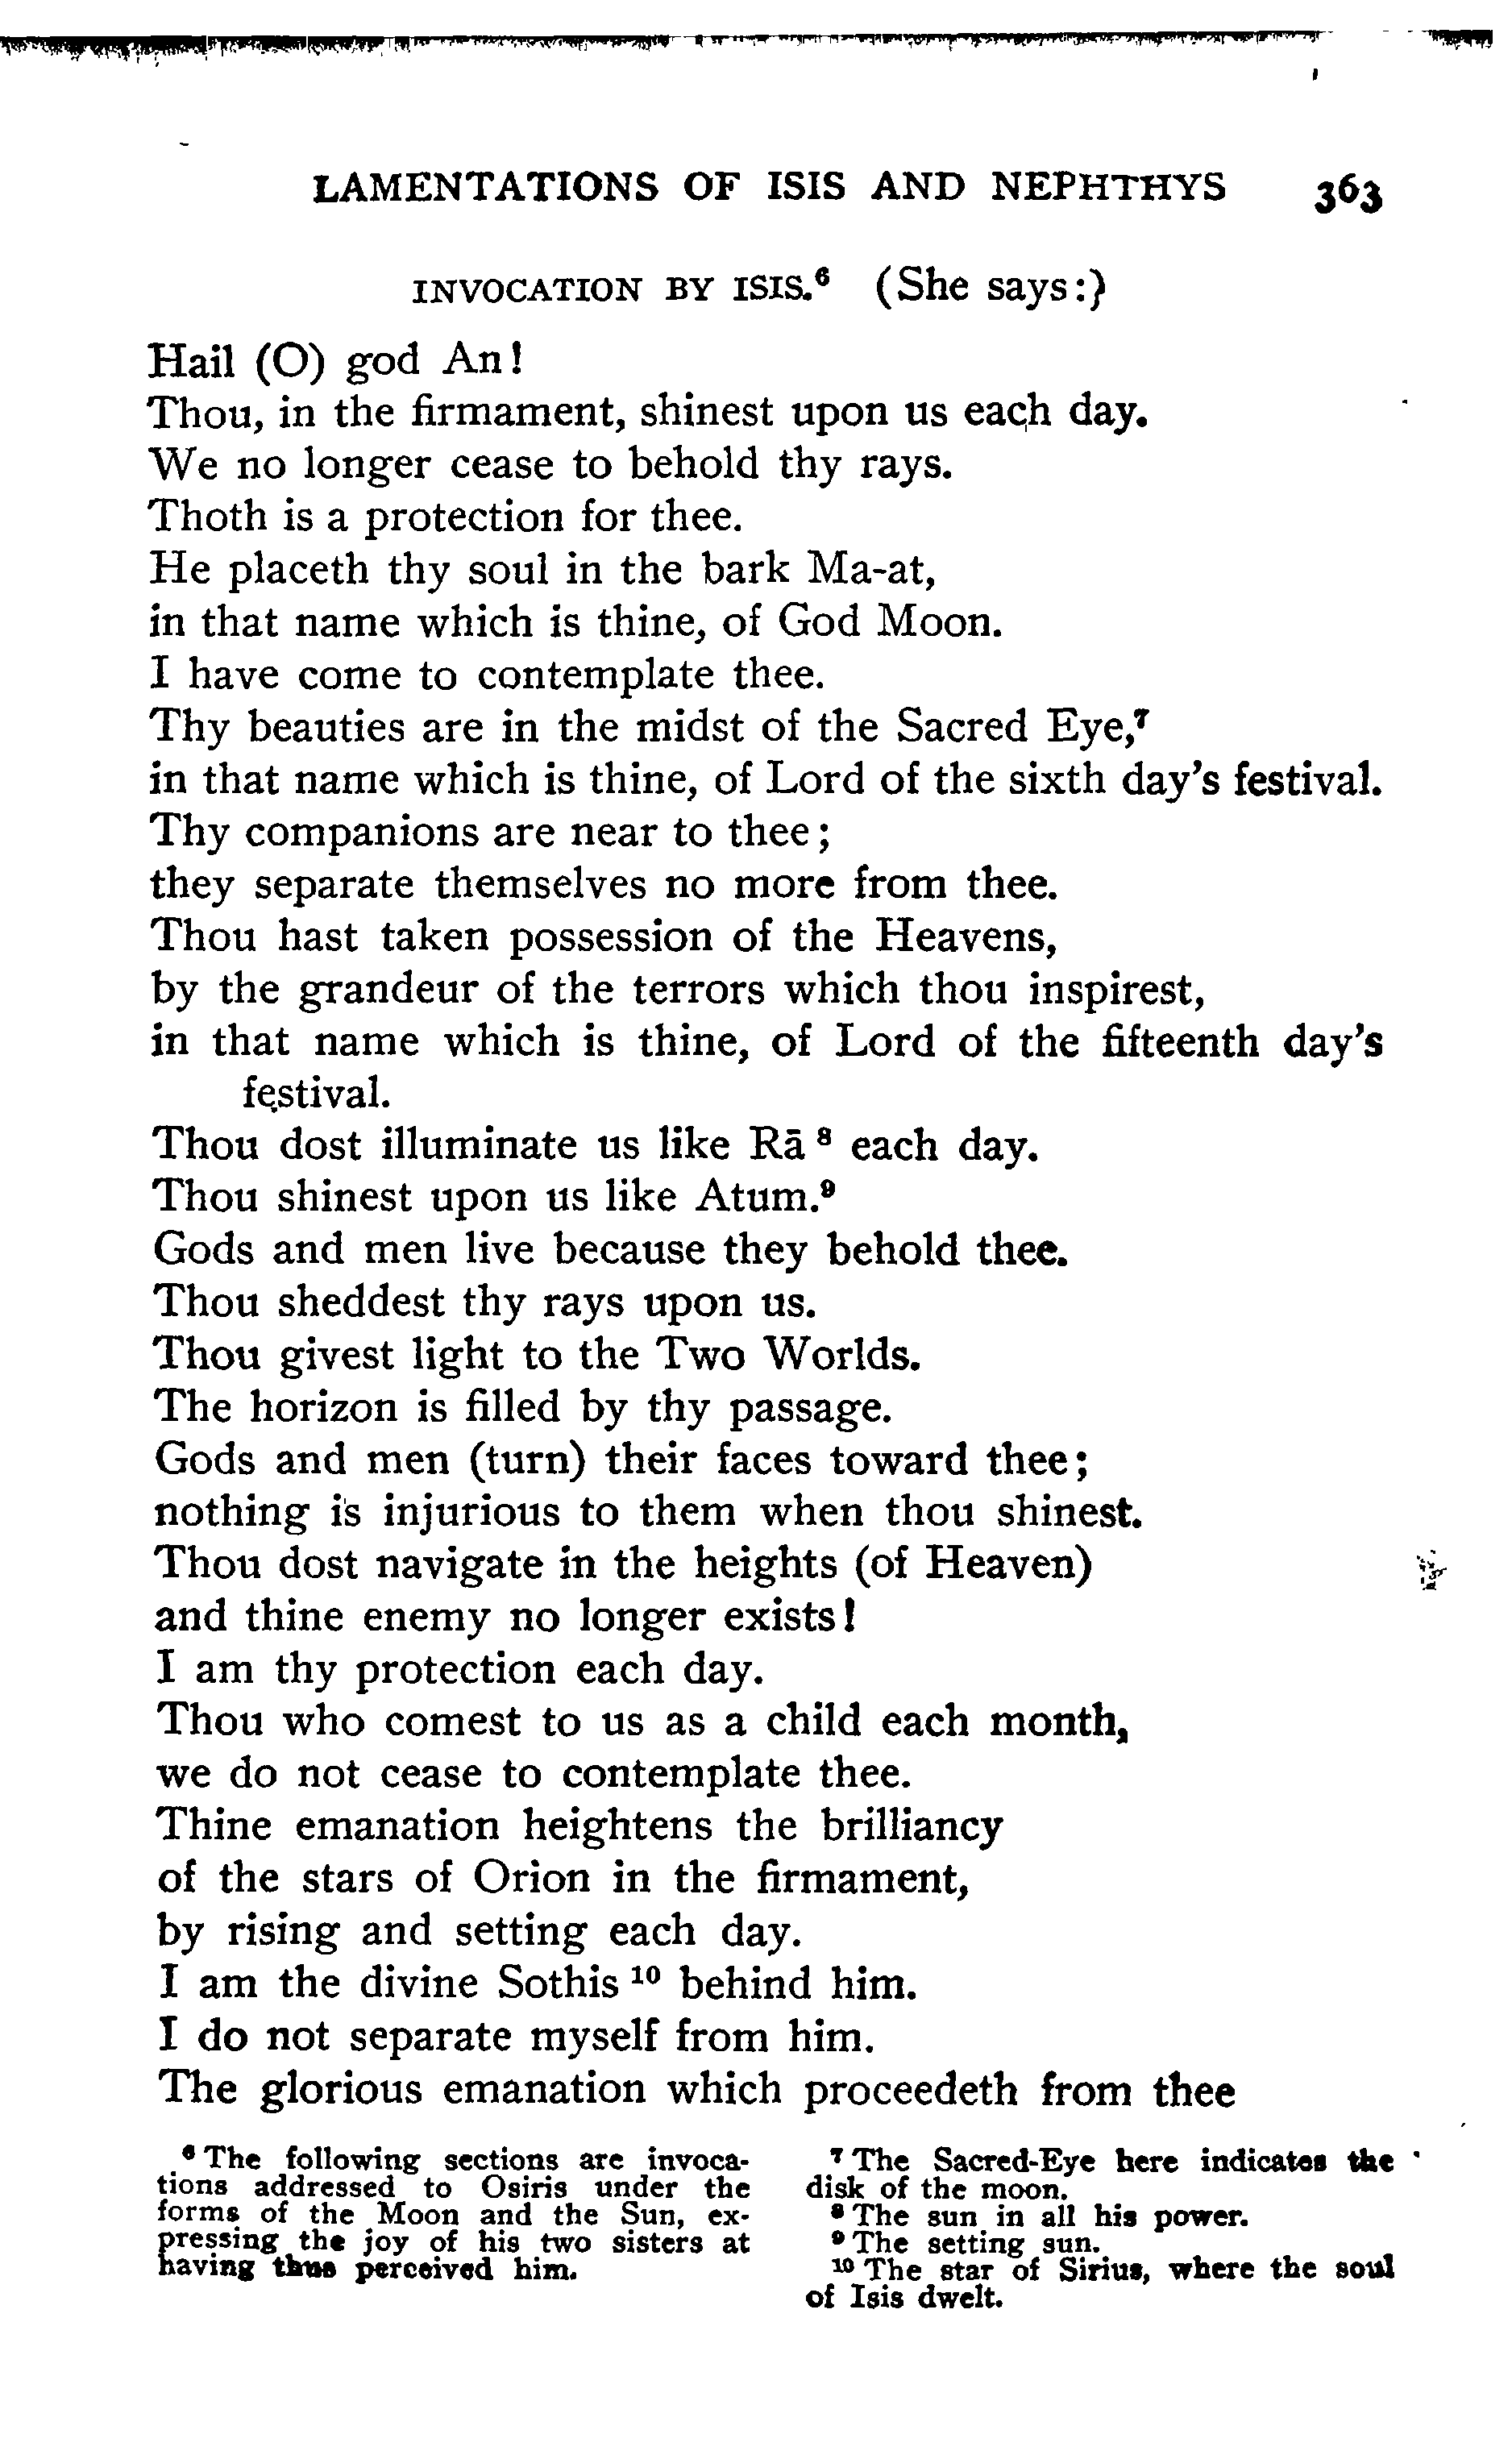 LAMENTATIONS OF ISIS AND NEPHTHYS 363
INVOCATION BY ISIS.⁶ (She says:)
Hail (O) god An!
Thou, in the firmament, shinest upon us each day.
We no longer cease to behold thy rays.
Thoth is a protection for thee.
He placeth thy soul in the bark Ma-at,
in that name which is thine, of God Moon.
I have come to contemplate thee.
Thy beauties are in the midst of the Sacred Eye,⁷
in that name which is thine, of Lord of the sixth day's festival.
Thy companions are near to thee;
they separate themselves no more from thee.
Thou hast taken possession of the Heavens,
by the grandeur of the terrors which thou inspirest,
in that name which is thine, of Lord of the fifteenth day's
festival.
Thou dost illuminate us like Rā ⁸ each day.
Thou shinest upon us like Atum.⁹
Gods and men live because they behold thee.
Thou sheddest thy rays upon us.
Thou givest light to the Two Worlds.
The horizon is filled by thy passage.
Gods and men (turn) their faces toward thee;
nothing is injurious to them when thou shinest.
Thou dost navigate in the heights (of Heaven)
and thine enemy no longer exists!
I am thy protection each day.
Thou who comest to us as a child each month,
we do not cease to contemplate thee.
Thine emanation heightens the brilliancy
of the stars of Orion in the firmament,
by rising and setting each day.
I am the divine Sothis ¹⁰ behind him.
I do not separate myself from him.
The glorious emanation which proceedeth from thee
⁶ The following sections are invoca-
tions addressed to Osiris under the
forms of the Moon and the Sun, ex-
pressing the joy of his two sisters at
having thus perceived him.
⁷ The Sacred-Eye here indicates the
disk of the moon.
⁸ The sun in all his power.
⁹ The setting sun.
¹⁰ The star of Sirius, where the soul
of Isis dwelt.